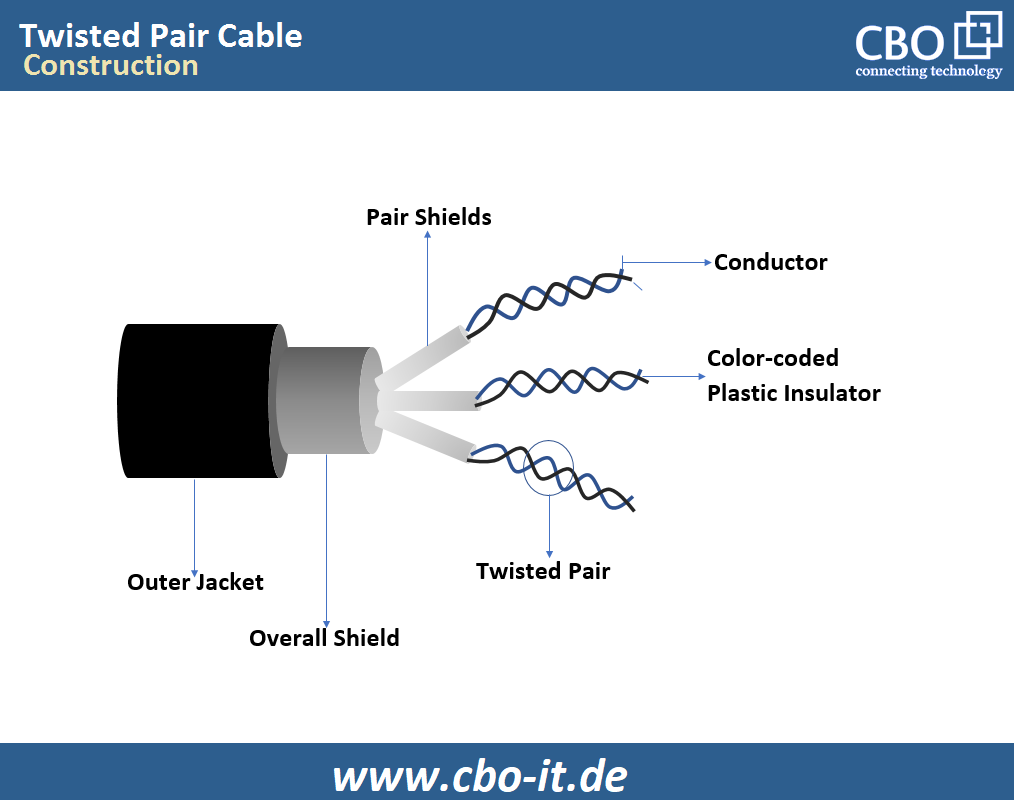 Twisted Pair Cable
Construction
CBO
connecting technology
Pair Shields
Conductor
Color-coded
Plastic Insulator
Twisted Pair
Outer Jacket
Overall Shield
www.cbo-it.de